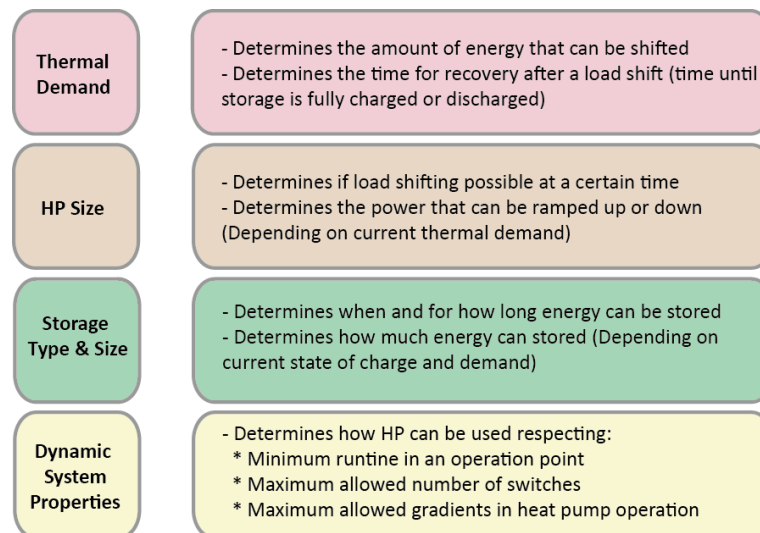 Thermal
Demand
- Determines the amount of energy that can be shifted
- Determines the time for recovery after a load shift (time until
storage is fully charged or discharged)
HP Size
- Determines if load shifting possible at a certain time
- Determines the power that can be ramped up or down
(Depending on current thermal demand)
Storage
Type & Size
- Determines when and for how long energy can be stored
- Determines how much energy can stored (Depending on
current state of charge and demand)
Dynamic
System
Properties
- Determines how HP can be used respecting:
* Minimum runtine in an operation point
* Maximum allowed number of switches
* Maximum allowed gradients in heat pump operation